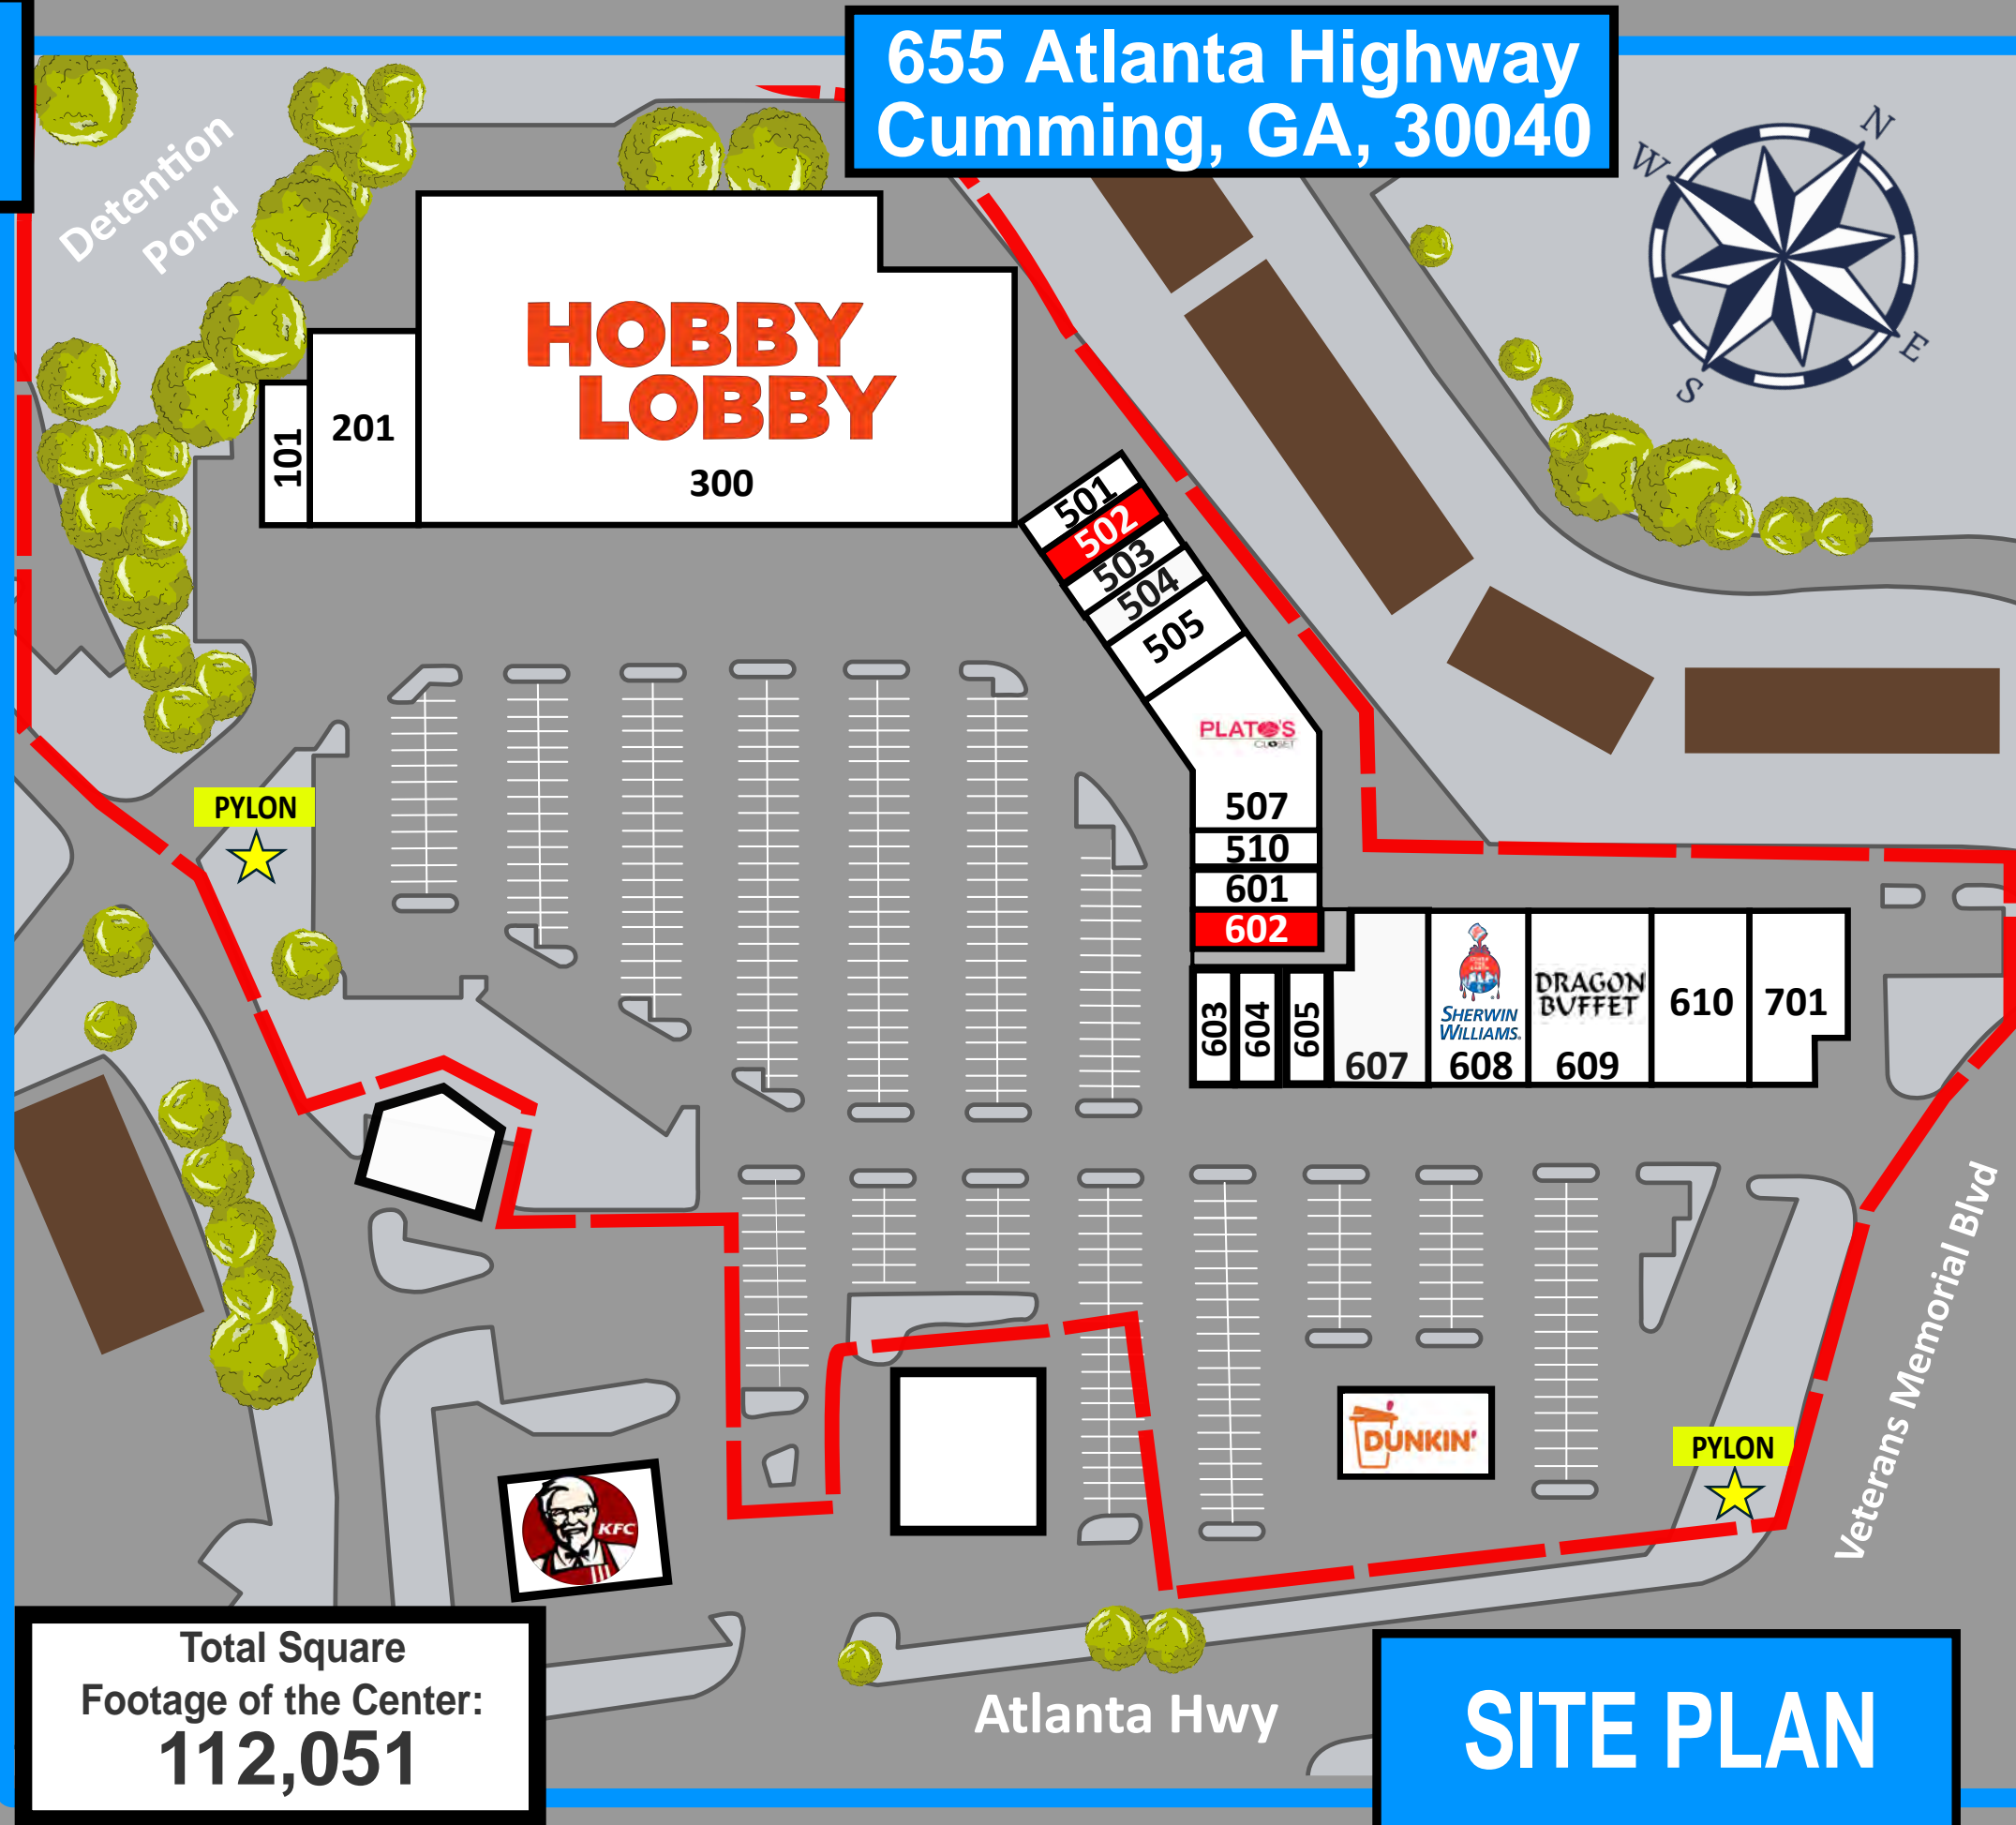 655 Atlanta Highway
Cumming, GA, 30040
N
W
E
S
Detention
Pond
HOBBY
LOBBY
300
201
101
501
502
503
504
505
PLATO'S
CLOSET
507
510
601
602
603
604
605
607
SHERWIN
WILLIAMS.
608
DRAGON
BUFFET
609
610
701
PYLON
KFC
DUNKIN'
PYLON
Veterans Memorial Blvd
Atlanta Hwy
Total Square
Footage of the Center:
112,051
SITE PLAN